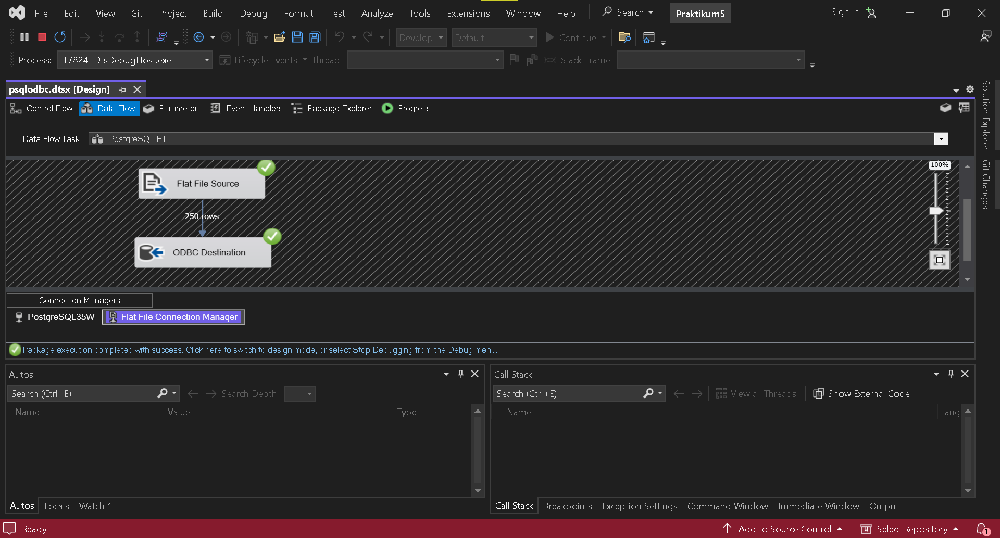 File Edit View Git Project Build Debug Format Test Analyze Tools Extensions Window Help Search Praktikum5 Sign in
Develop Default Continue
Process: [17824] DtsDebugHost.exe Lifecycle Events Thread: Stack Frame:
psqlodbc.dtsx [Design]
Control Flow Data Flow Parameters Event Handlers Package Explorer Progress
Data Flow Task: PostgreSQL ETL
100%
Flat File Source
250 rows
ODBC Destination
Solution Explorer
Git Changes
Connection Managers
PostgreSQL35W Flat File Connection Manager
Package execution completed with success. Click here to switch to design mode, or select Stop Debugging from the Debug menu.
Autos
Search (Ctrl+E) Search Depth:
Name Value Type
Autos Locals Watch 1
Call Stack
Search (Ctrl+E) View all Threads Show External Code
Name Lang
Call Stack Breakpoints Exception Settings Command Window Immediate Window Output
Ready Add to Source Control Select Repository 1